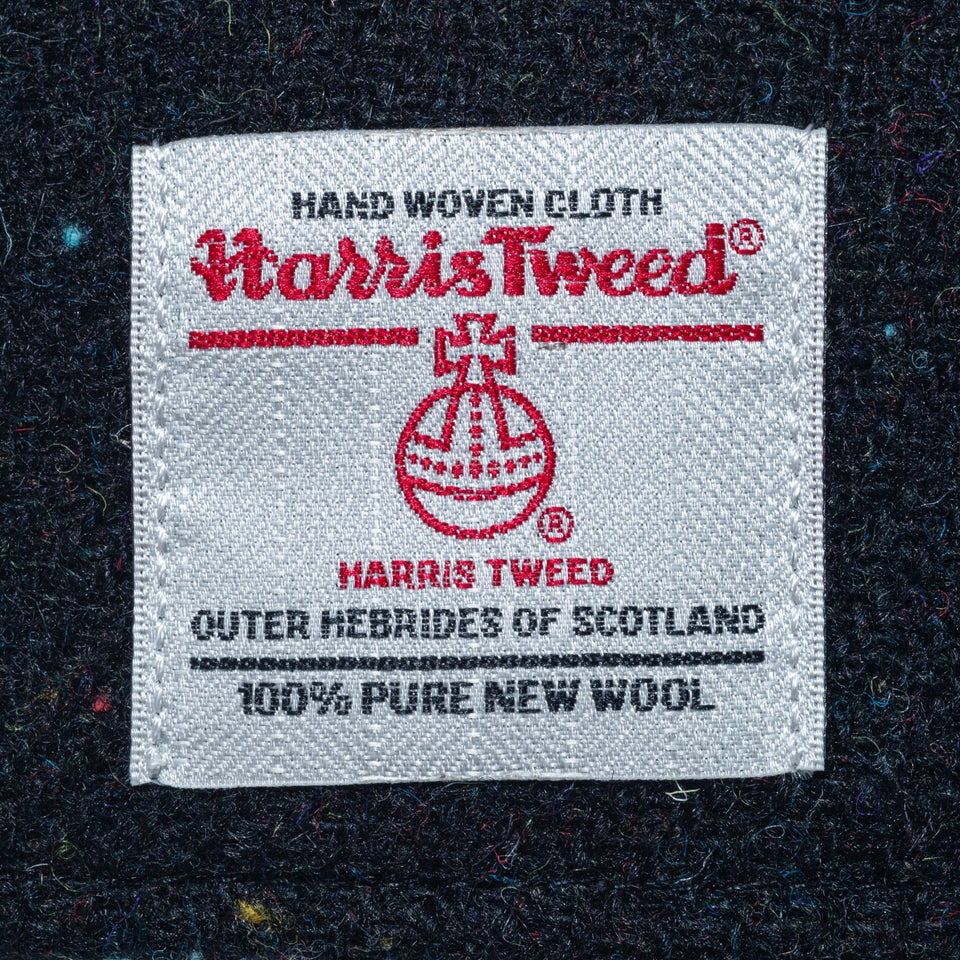 HAND WOVEN CLOTH
Harris Tweed®
®
HARRIS TWEED
OUTER HEBRIDES OF SCOTLAND
100% PURE NEW WOOL